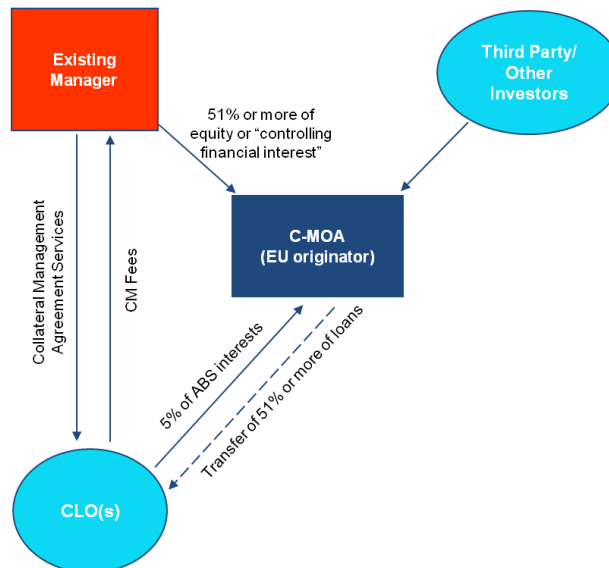 Existing
Manager
Third Party/
Other
Investors
51% or more of
equity or “controlling
financial interest”
C-MOA
(EU originator)
Collateral Management
Agreement Services
CM Fees
5% of ABS interests
Transfer of 51% or more of loans
CLO(s)